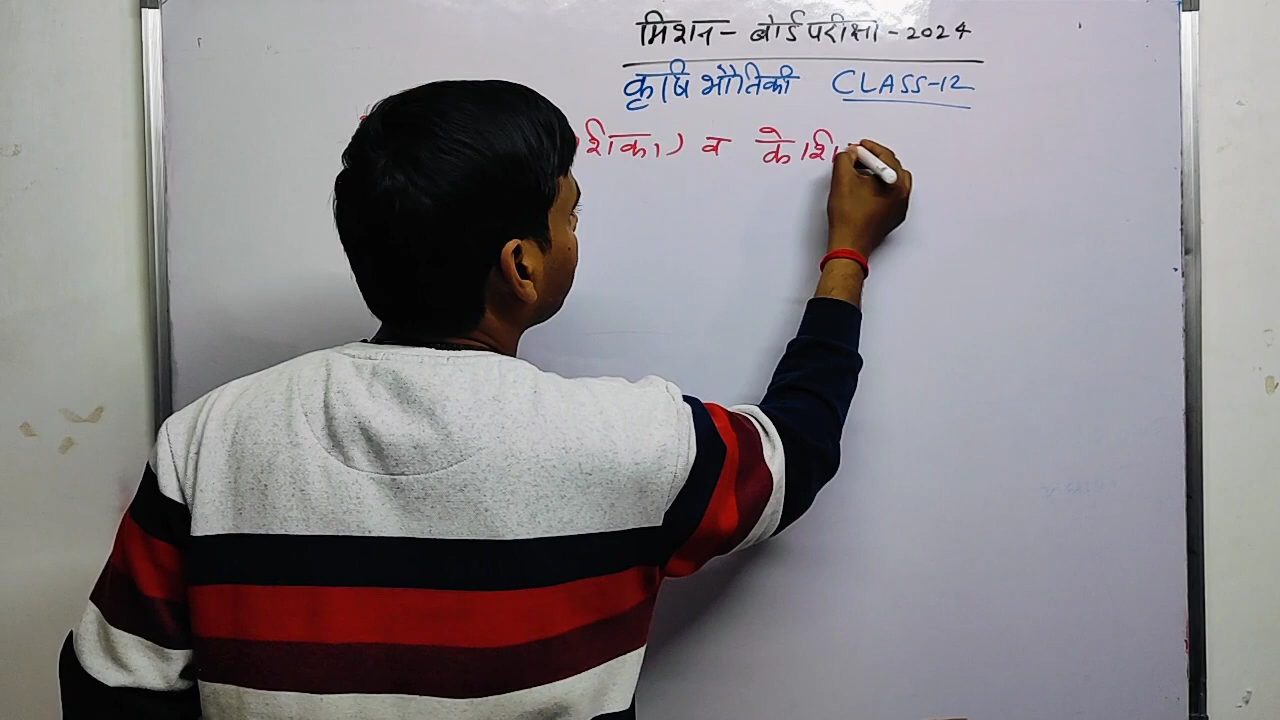 मिशन - बोर्ड परीक्षा - 2024
कृषि भौतिकी CLASS-12
व